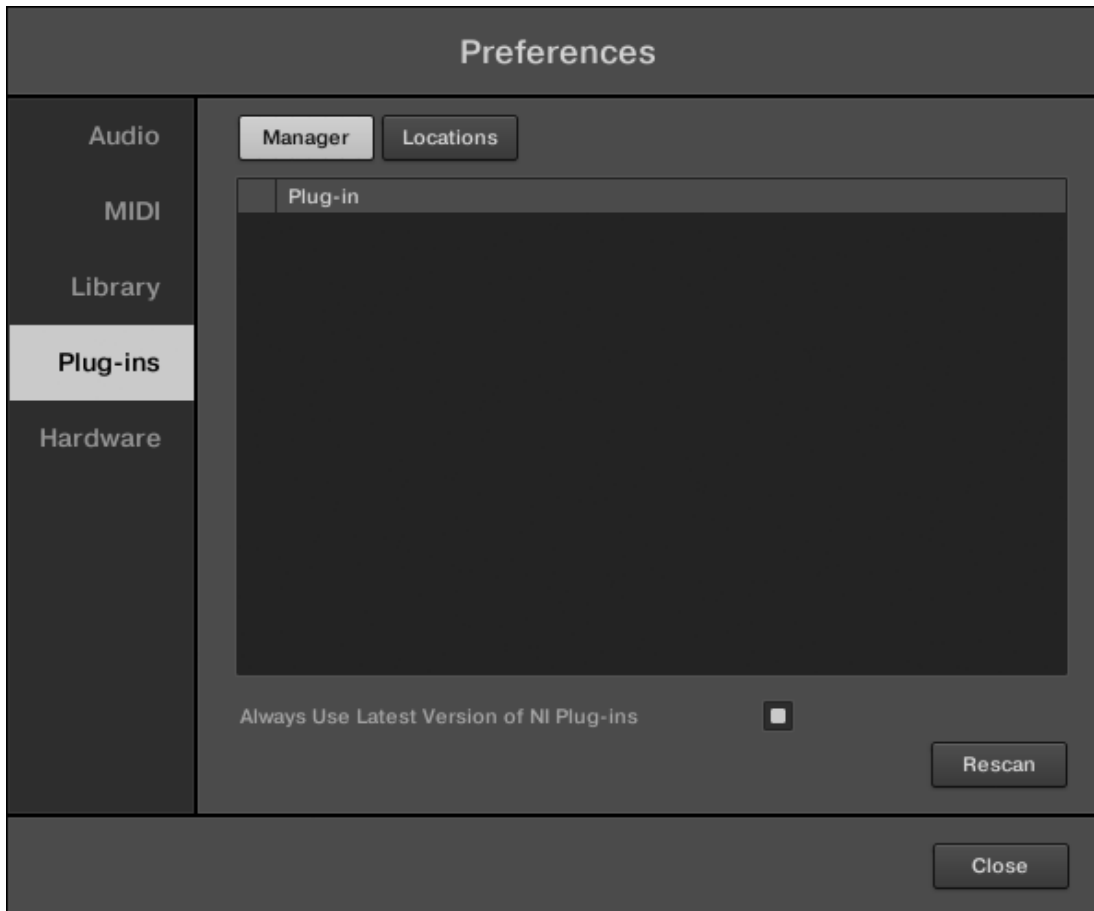 Preferences
Audio
MIDI
Library
Plug-ins
Hardware
Manager Locations
Plug-in
Always Use Latest Version of NI Plug-ins
Rescan
Close